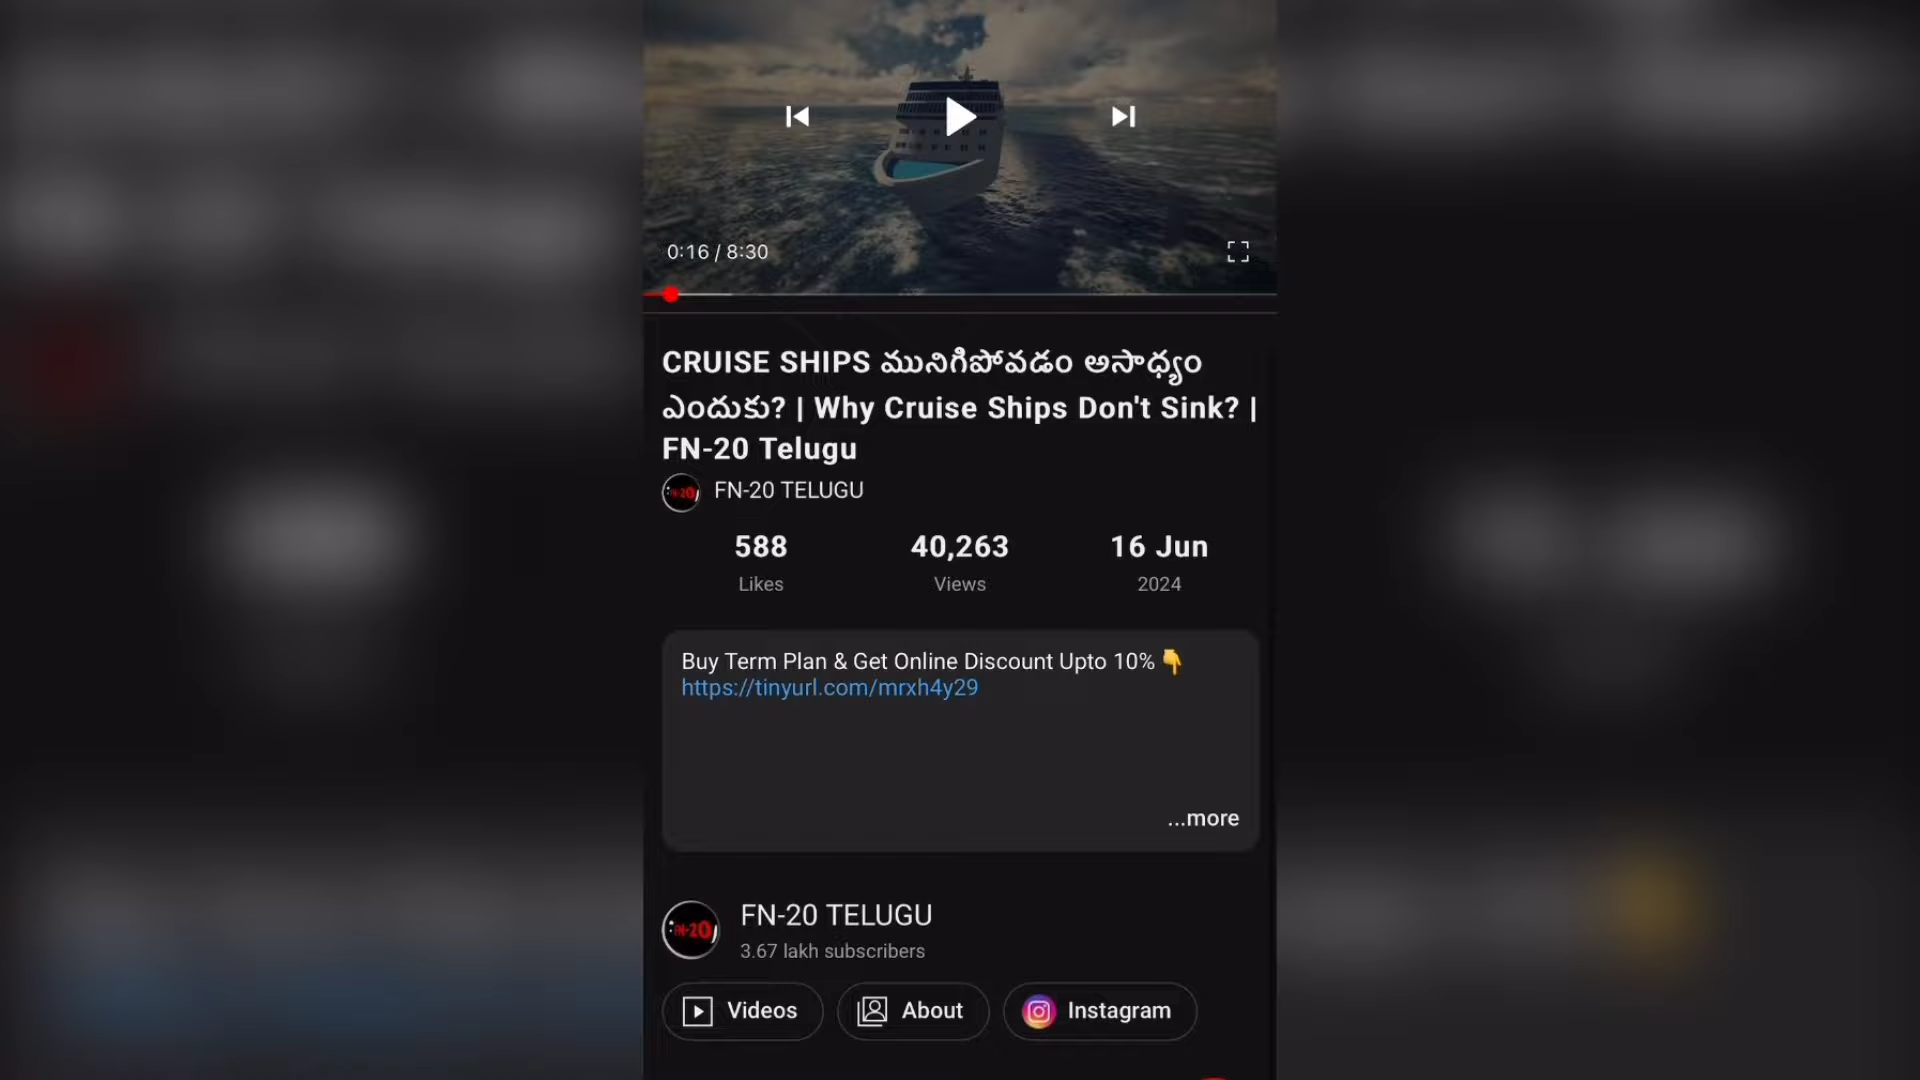 0:16 / 8:30
CRUISE SHIPS మునిగిపోవడం అసాధ్యం
ఎందుకు? | Why Cruise Ships Don't Sink? |
FN-20 Telugu
FN-20 TELUGU
588 40,263 16 Jun
Likes Views 2024
Buy Term Plan & Get Online Discount Upto 10% 👇
https://tinyurl.com/mrxh4y29
...more
FN-20
FN-20 TELUGU
3.67 lakh subscribers
Videos About Instagram